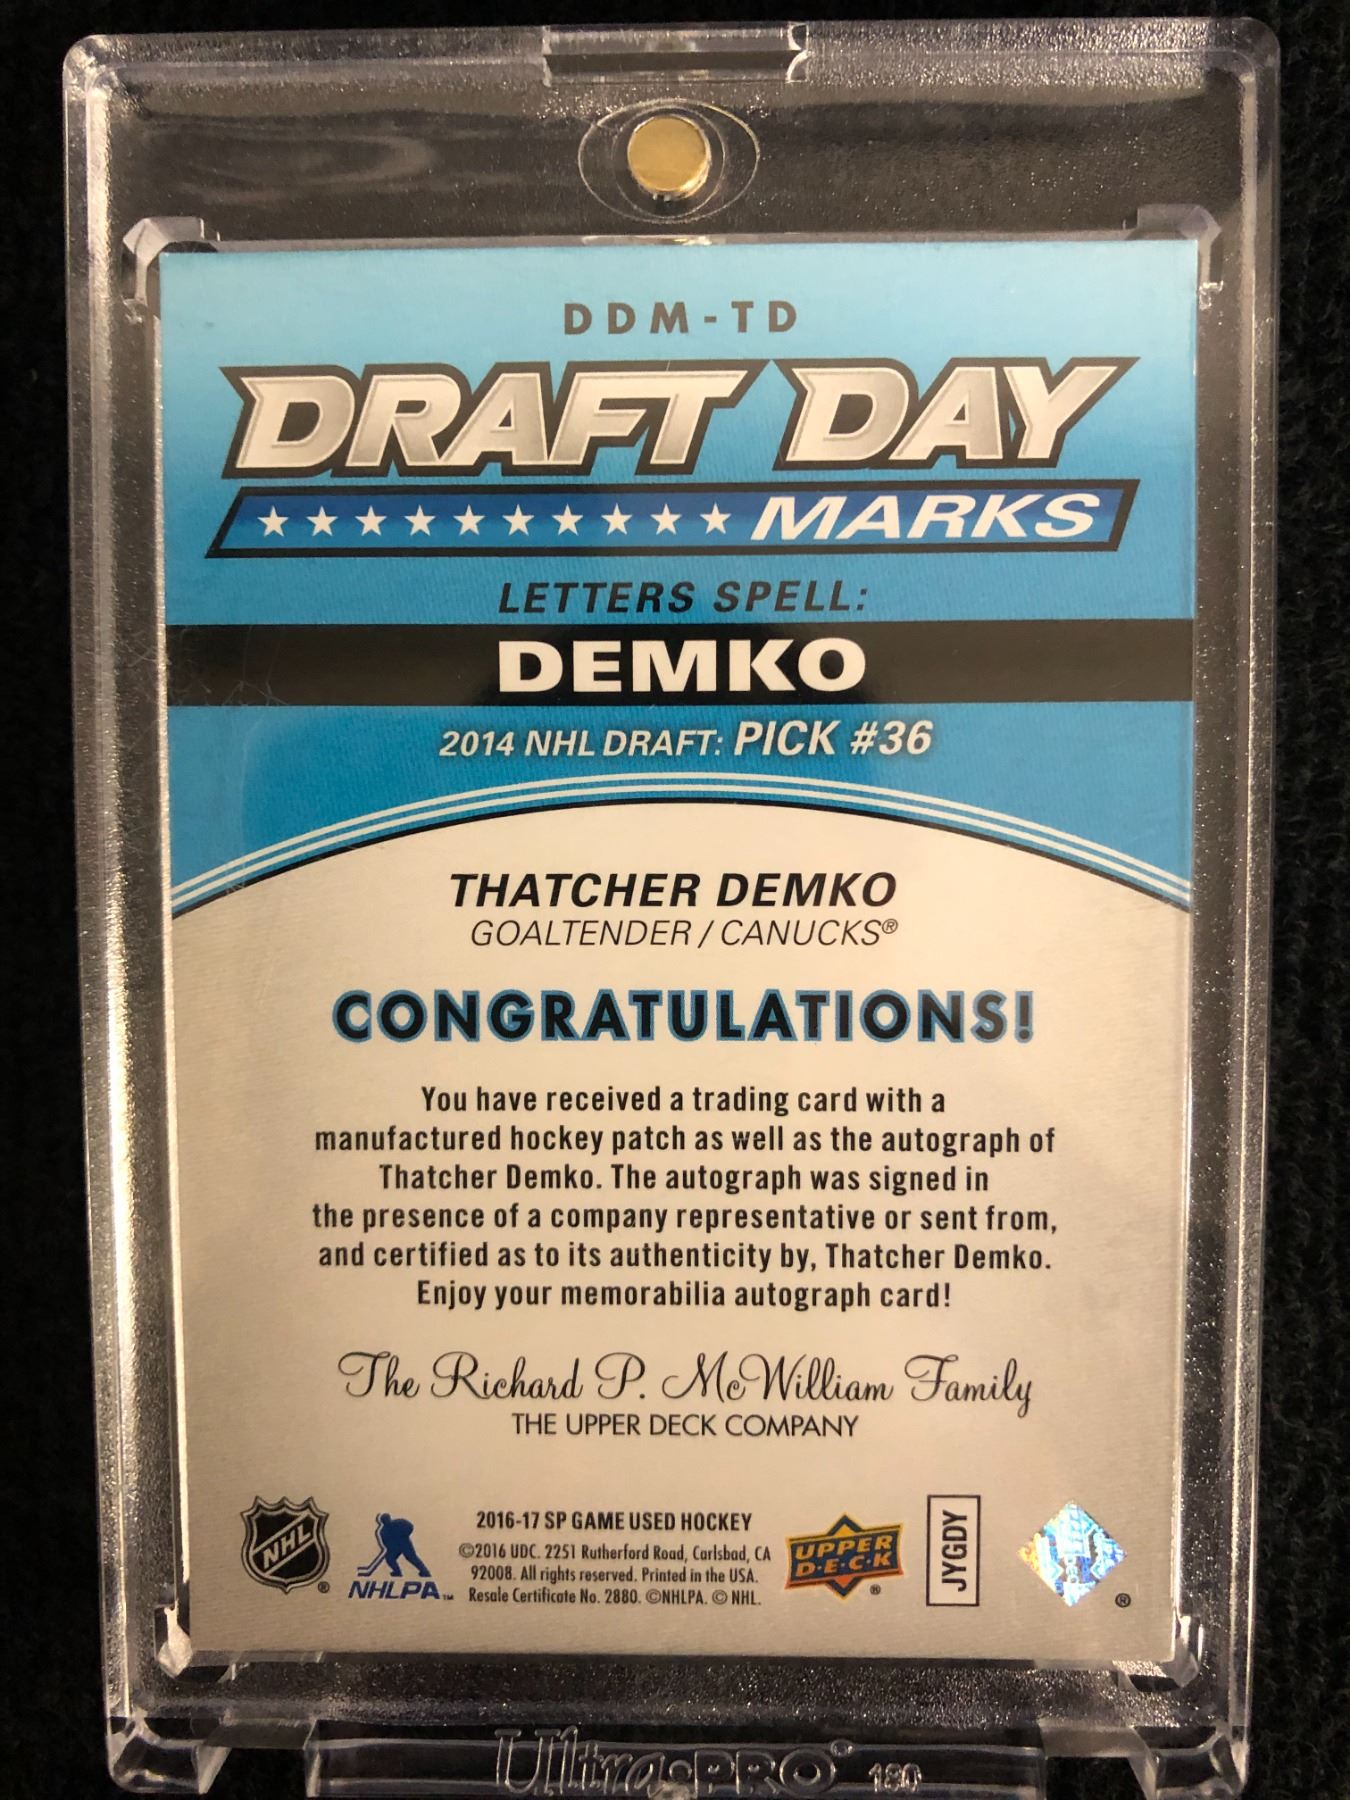 DDM-TD
DRAFT DAY
MARKS
LETTERS SPELL:
DEMKO
2014 NHL DRAFT: PICK #36
THATCHER DEMKO
GOALTENDER / CANUCKS®
CONGRATULATIONS!
You have received a trading card with a
manufactured hockey patch as well as the autograph of
Thatcher Demko. The autograph was signed in
the presence of a company representative or sent from,
and certified as to its authenticity by, Thatcher Demko.
Enjoy your memorabilia autograph card!
The Richard P. McWilliam Family
THE UPPER DECK COMPANY
NHL ®
NHLPA™
2016-17 SP GAME USED HOCKEY
©2016 UDC. 2251 Rutherford Road, Carlsbad, CA
92008. All rights reserved. Printed in the USA.
Resale Certificate No. 2880. ©NHLPA. © NHL.
UPPER
D·E·C·K ®
JYGDY
®
Ultra·PRO® 180